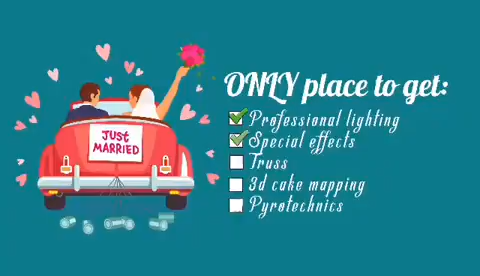 JUST
MARRIED
ONLY place to get:
Professional lighting
Special effects
Truss
3d cake mapping
Pyrotechnics